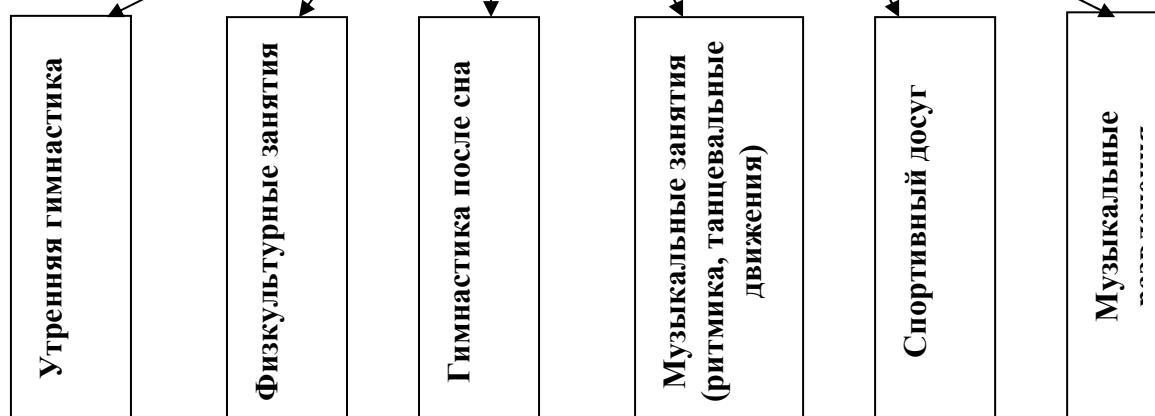 Утренняя гимнастика
Физкультурные занятия
Гимнастика после сна
Музыкальные занятия
(ритмика, танцевальные
движения)
Спортивный досуг
Музыкальные